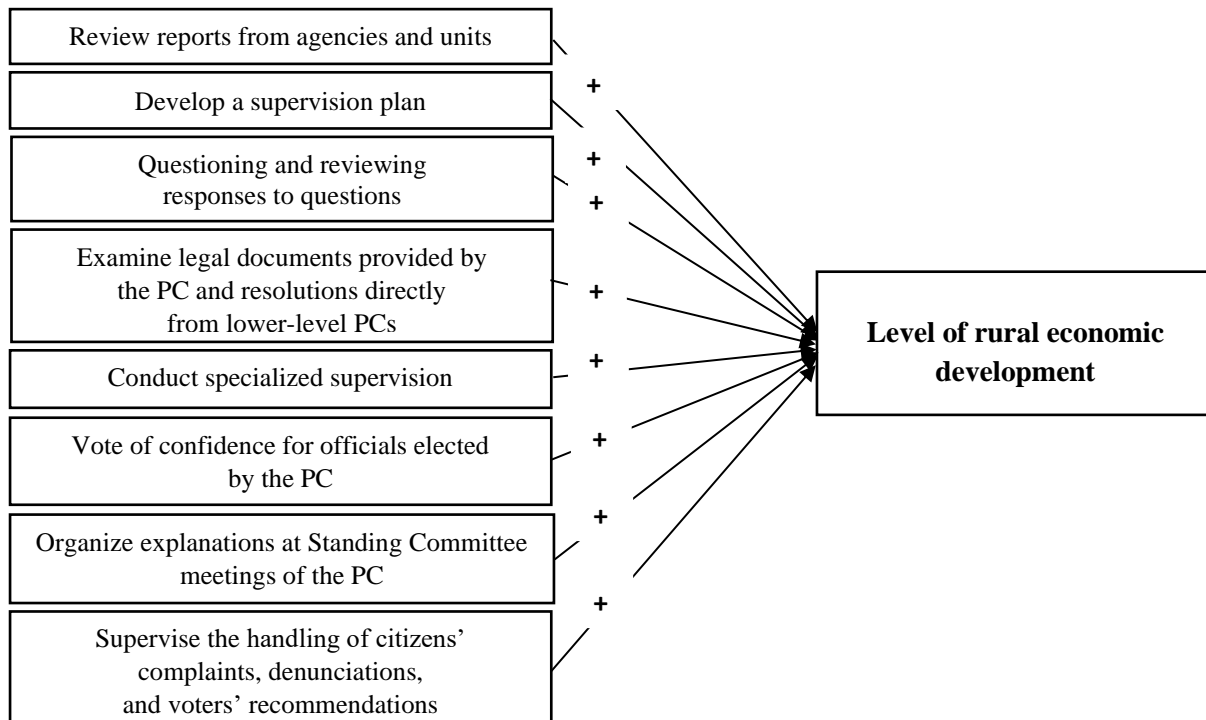 Review reports from agencies and units
+
Develop a supervision plan
+
Questioning and reviewing
responses to questions
+
Examine legal documents provided by
the PC and resolutions directly
from lower-level PCs
+
Level of rural economic
development
Conduct specialized supervision
+
Vote of confidence for officials elected
by the PC
+
Organize explanations at Standing Committee
meetings of the PC
+
Supervise the handling of citizens’
complaints, denunciations,
and voters’ recommendations
+